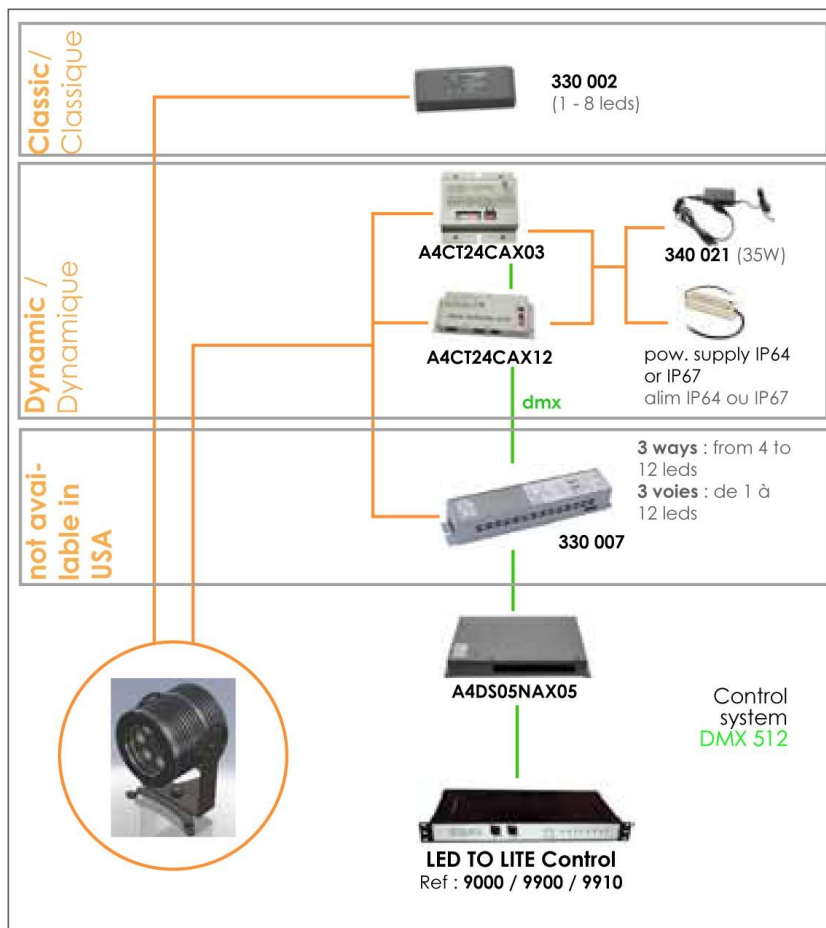 Classic/
Classique
330 002
(1 - 8 leds)
Dynamic /
Dynamique
A4CT24CAX03
340 021 (35W)
A4CT24CAX12
pow. supply IP64
or IP67
alim IP64 ou IP67
dmx
not avai-
lable in
USA
3 ways : from 4 to
12 leds
3 voies : de 1 à
12 leds
330 007
A4DS05NAX05
Control
system
DMX 512
LED TO LITE Control
Ref : 9000 / 9900 / 9910